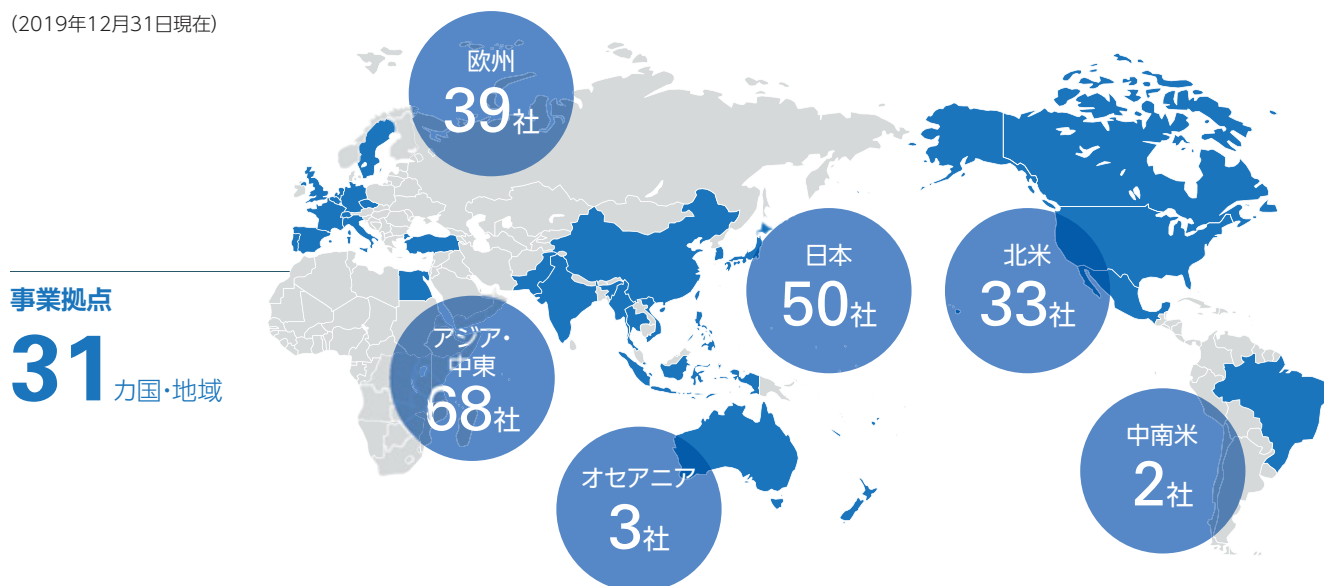 (2019年12月31日現在)
欧州
39社
日本
50社
北米
33社
事業拠点
31カ国・地域
アジア・
中東
68社
中南米
2社
オセアニア
3社